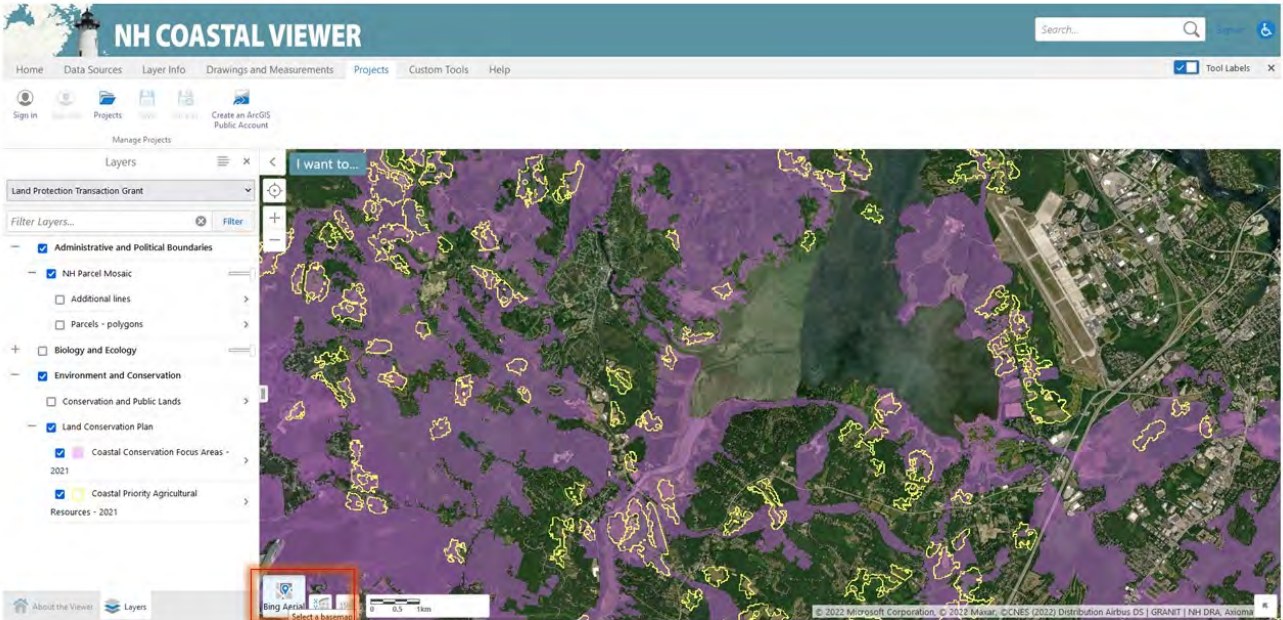 NH COASTAL VIEWER
Search...
Home Data Sources Layer Info Drawings and Measurements Projects Custom Tools Help
Tool Labels
Sign in
Projects
Create an ArcGIS
Public Account
Manage Projects
Layers
I want to...
Land Protection Transaction Grant
Filter Layers...
Filter
Administrative and Political Boundaries
NH Parcel Mosaic
Additional lines
Parcels - polygons
Biology and Ecology
Environment and Conservation
Conservation and Public Lands
Land Conservation Plan
Coastal Conservation Focus Areas -
2021
Coastal Priority Agricultural
Resources - 2021
About the Viewer
Layers
Bing Aerial
Select a basemap
0 0.5 1km
© 2022 Microsoft Corporation, © 2022 Maxar, ©CNES (2022) Distribution Airbus DS | GRANIT | NH DRA, Axioma